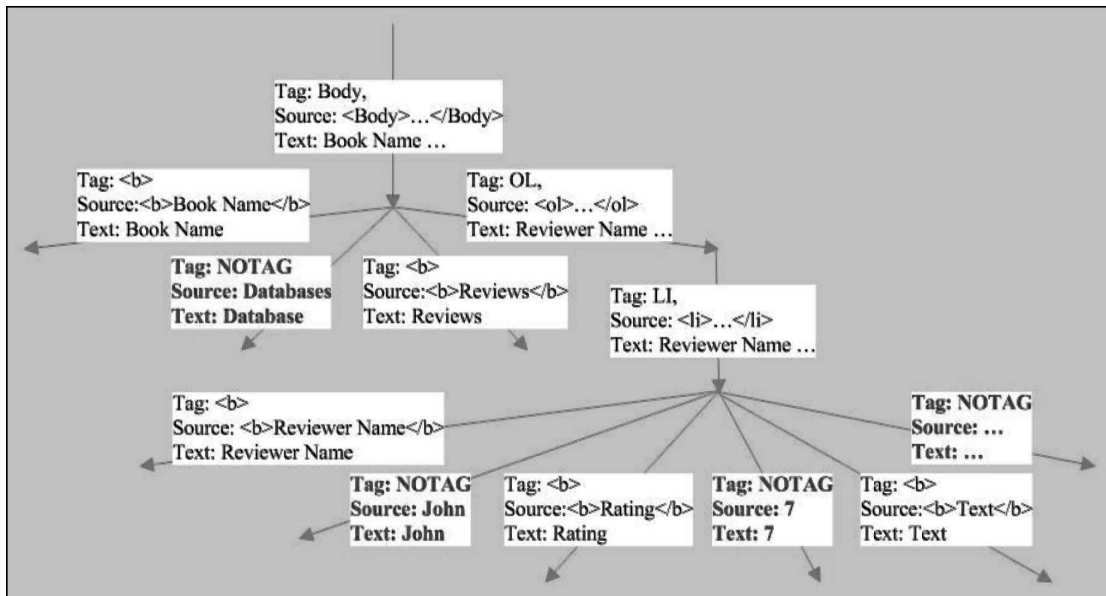 Tag: Body,
Source: <Body>…</Body>
Text: Book Name …
Tag: <b>
Source:<b>Book Name</b>
Text: Book Name
Tag: OL,
Source: <ol>…</ol>
Text: Reviewer Name …
Tag: NOTAG
Source: Databases
Text: Database
Tag: <b>
Source:<b>Reviews</b>
Text: Reviews
Tag: LI,
Source: <li>…</li>
Text: Reviewer Name …
Tag: <b>
Source: <b>Reviewer Name</b>
Text: Reviewer Name
Tag: NOTAG
Source: …
Text: …
Tag: NOTAG
Source: John
Text: John
Tag: <b>
Source:<b>Rating</b>
Text: Rating
Tag: NOTAG
Source: 7
Text: 7
Tag: <b>
Source:<b>Text</b>
Text: Text